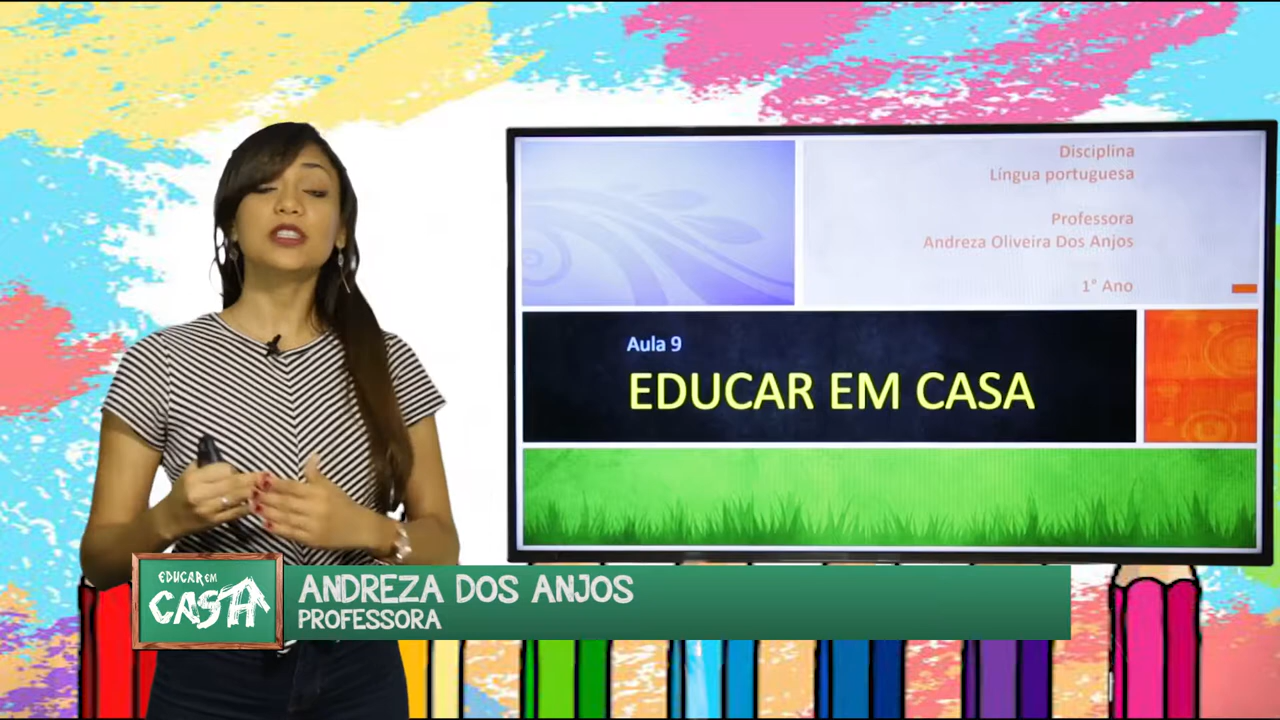 Disciplina
Língua portuguesa
Professora
Andreza Oliveira Dos Anjos
1° Ano
Aula 9
EDUCAR EM CASA
EDUCAR EM
CASA
ANDREZA DOS ANJOS
PROFESSORA